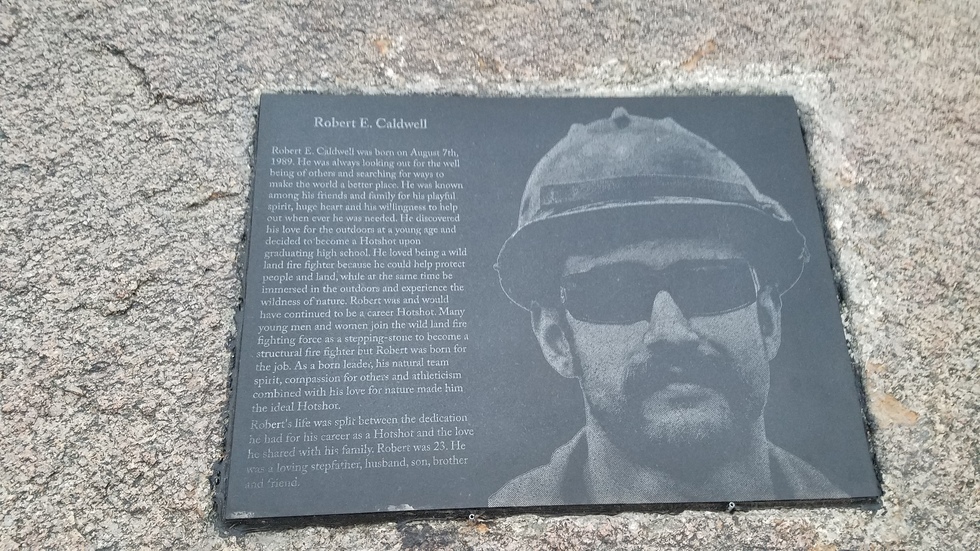 Robert E. Caldwell
Robert E. Caldwell was born on August 7th,
1989. He was always looking out for the well
being of others and searching for ways to
make the world a better place. He was known
among his friends and family for his playful
spirit, huge heart and his willingness to help
out when ever he was needed. He discovered
his love for the outdoors at a young age and
decided to become a Hotshot upon
graduating high school. He loved being a wild
land fire fighter because he could help protect
people and land, while at the same time be
immersed in the outdoors and experience the
wildness of nature. Robert was and would
have continued to be a career Hotshot. Many
young men and women join the wild land fire
fighting force as a stepping-stone to become a
structural fire fighter but Robert was born for
the job. As a born leader, his natural team
spirit, compassion for others and athleticism
combined with his love for nature made him
the ideal Hotshot.
Robert's life was split between the dedication
he had for his career as a Hotshot and the love
he shared with his family. Robert was 23. He
was a loving stepfather, husband, son, brother
and friend.